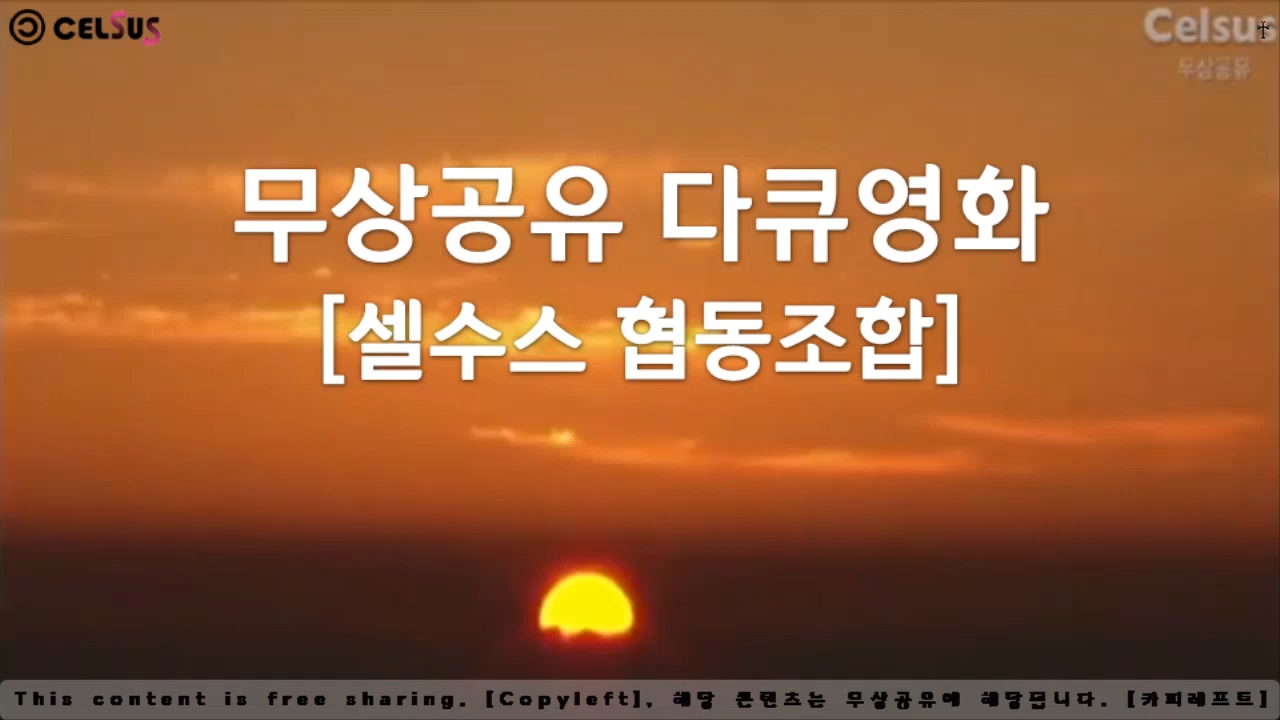 CELSUS
Celsus
무상공유
무상공유 다큐영화
[셀수스 협동조합]
This content is free sharing. [Copyleft], 해당 콘텐츠는 무상공유에 해당됩니다. [카피레프트]